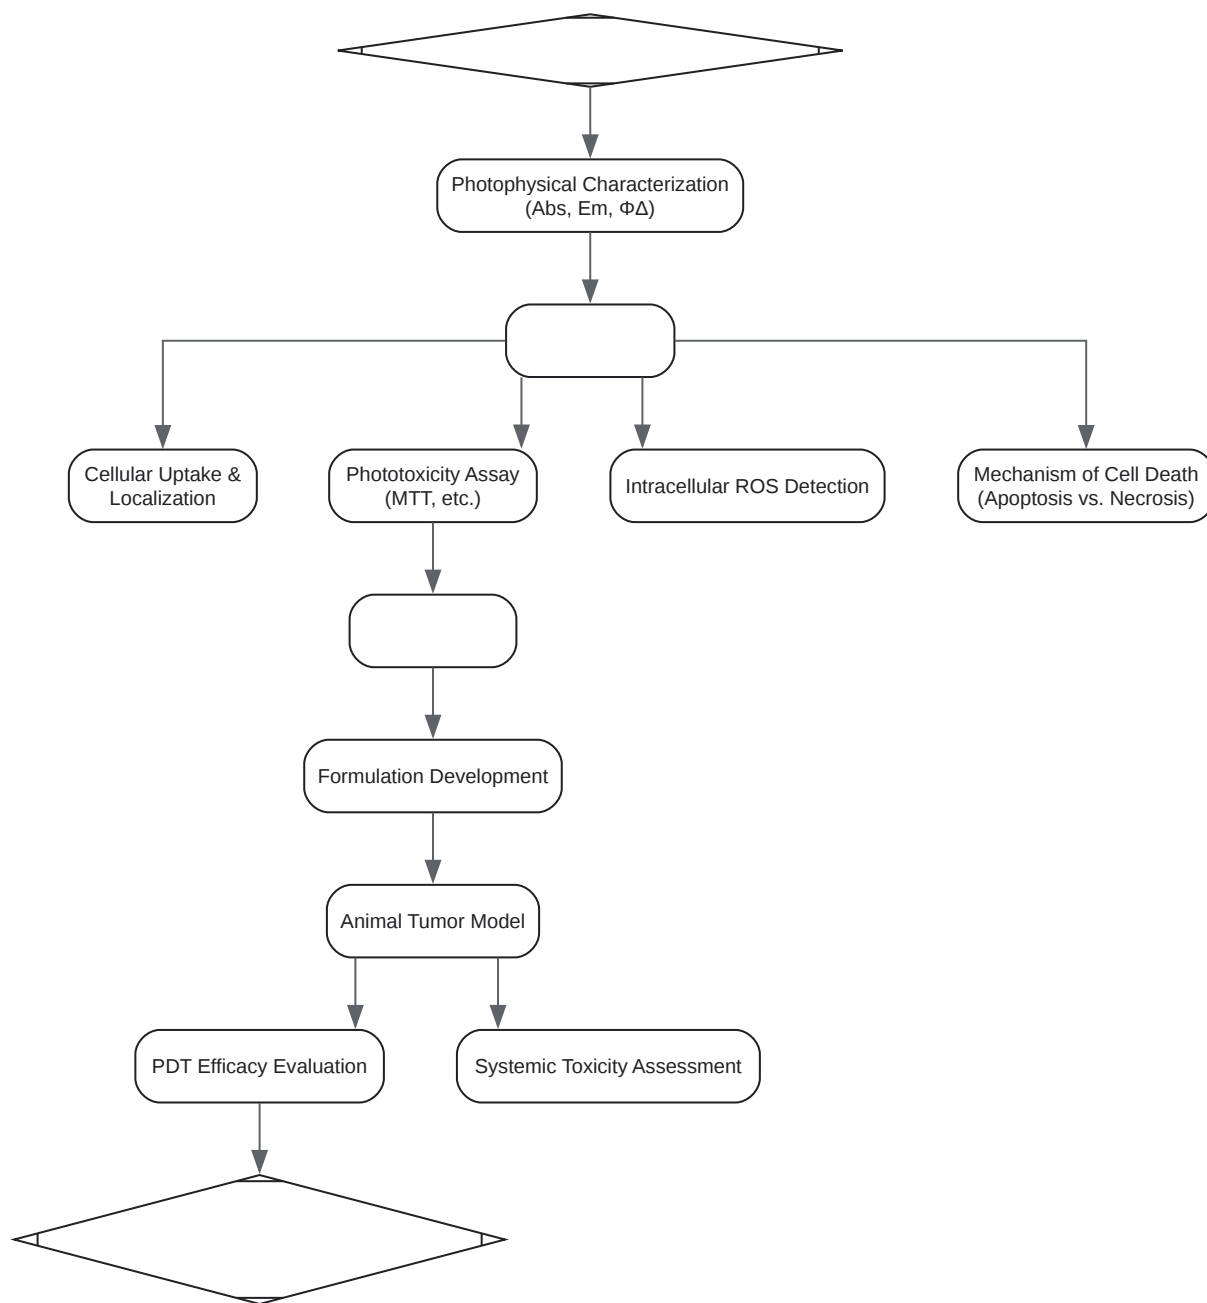 Photophysical Characterization
(Abs, Em, ΦΔ)
Cellular Uptake &
Localization
Phototoxicity Assay
(MTT, etc.)
Intracellular ROS Detection
Mechanism of Cell Death
(Apoptosis vs. Necrosis)
Formulation Development
Animal Tumor Model
PDT Efficacy Evaluation
Systemic Toxicity Assessment